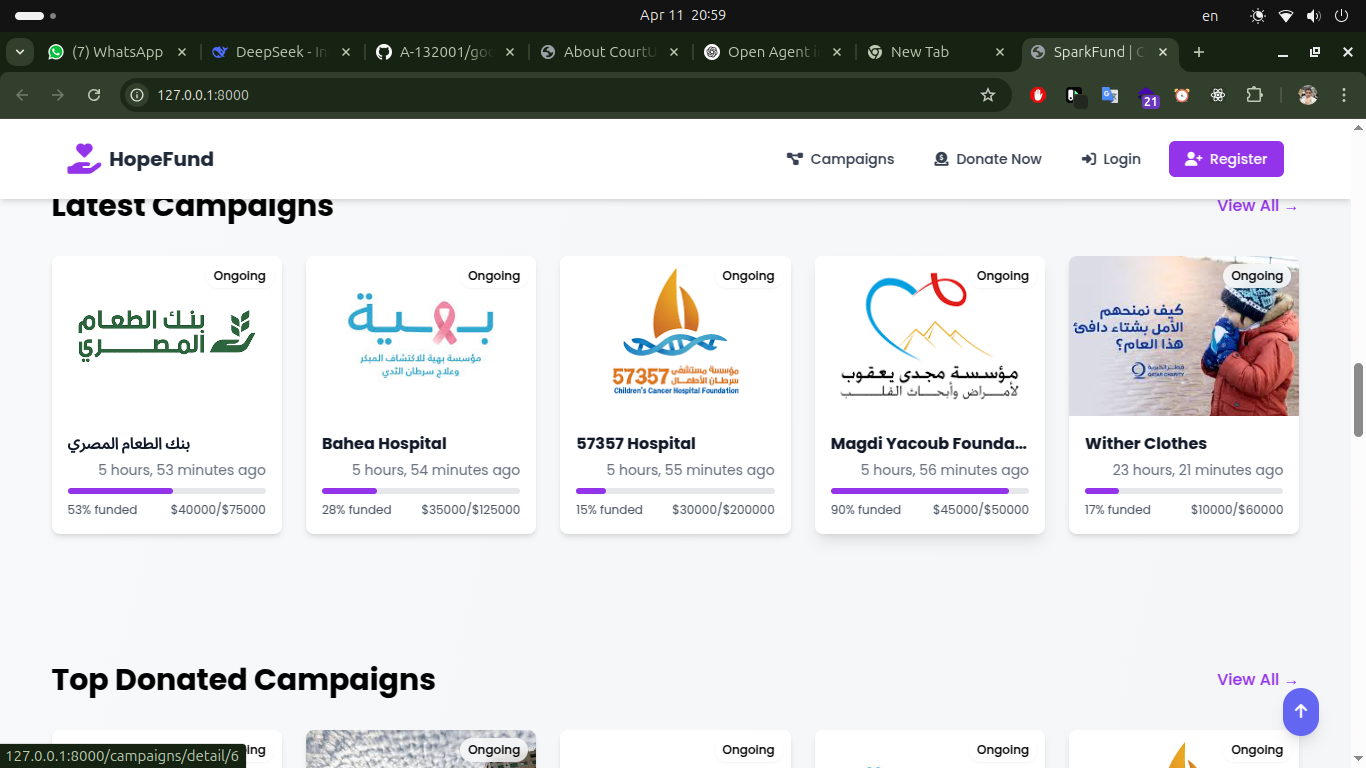 Apr 11 20:59
en
(7) WhatsApp
DeepSeek - In
A-132001/goo
About CourtU
Open Agent i
New Tab
SparkFund | C
127.0.0.1:8000
21
HopeFund
Campaigns
Donate Now
Login
Register
Latest Campaigns
View All →
Ongoing
بنك الطعام
المصري
بنك الطعام المصري
5 hours, 53 minutes ago
53% funded $40000/$75000
Ongoing
بهية
مؤسسة بهية للاكتشاف المبكر
وعلاج سرطان الثدي
Bahea Hospital
5 hours, 54 minutes ago
28% funded $35000/$125000
Ongoing
57357
مؤسسة مستشفى
سرطان الأطفال
Children's Cancer Hospital Foundation
57357 Hospital
5 hours, 55 minutes ago
15% funded $30000/$200000
Ongoing
مؤسسة مجدى يعقوب
لأمراض وأبحاث القلب
Magdi Yacoub Founda...
5 hours, 56 minutes ago
90% funded $45000/$50000
Ongoing
كيف نمنحهم
الأمل بشتاء دافئ
هذا العام؟
قطر الخيرية
QATAR CHARITY
Wither Clothes
23 hours, 21 minutes ago
17% funded $10000/$60000
Top Donated Campaigns
View All →
Ongoing
Ongoing
Ongoing
Ongoing
127.0.0.1:8000/campaigns/detail/6